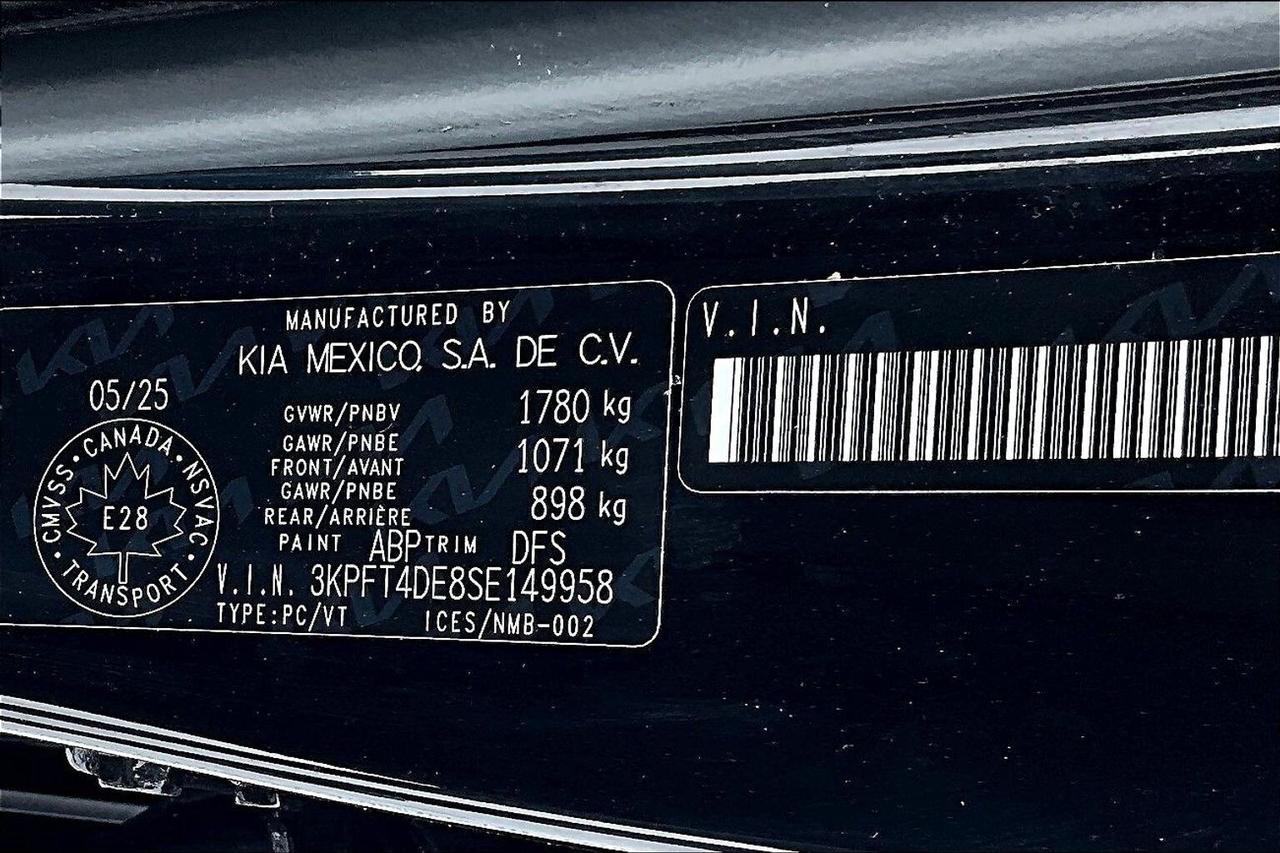 MANUFACTURED BY
KIA MEXICO, S.A. DE C.V.
05/25
GVWR/PNBV 1780 kg
GAWR/PNBE
FRONT/AVANT 1071 kg
GAWR/PNBE
REAR/ARRIÈRE 898 kg
PAINT ABP TRIM DFS
V.I.N. 3KPFT4DE8SE149958
TYPE:PC/VT ICES/NMB-002
CMVSS · CANADA · NSVAC · TRANSPORT ·
E28
V.I.N.